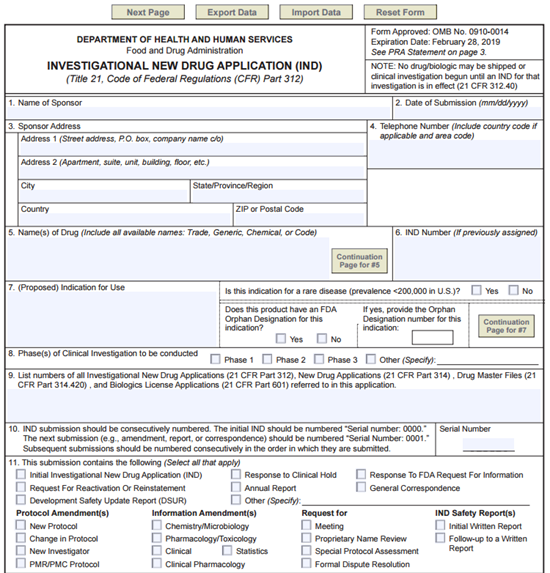 Next Page Export Data Import Data Reset Form
DEPARTMENT OF HEALTH AND HUMAN SERVICES
Food and Drug Administration
INVESTIGATIONAL NEW DRUG APPLICATION (IND)
(Title 21, Code of Federal Regulations (CFR) Part 312)
Form Approved: OMB No. 0910-0014
Expiration Date: February 28, 2019
See PRA Statement on page 3.
NOTE: No drug/biologic may be shipped or
clinical investigation begun until an IND for that
investigation is in effect (21 CFR 312.40)
1. Name of Sponsor
2. Date of Submission (mm/dd/yyyy)
3. Sponsor Address
Address 1 (Street address, P.O. box, company name c/o)
Address 2 (Apartment, suite, unit, building, floor, etc.)
City
State/Province/Region
Country
ZIP or Postal Code
4. Telephone Number (Include country code if
applicable and area code)
5. Name(s) of Drug (Include all available names: Trade, Generic, Chemical, or Code)
Continuation
Page for #5
6. IND Number (If previously assigned)
7. (Proposed) Indication for Use
Is this indication for a rare disease (prevalence <200,000 in U.S.)? Yes No
Does this product have an FDA
Orphan Designation for this
indication?
Yes No
If yes, provide the Orphan
Designation number for this
indication:
Continuation
Page for #7
8. Phase(s) of Clinical Investigation to be conducted Phase 1 Phase 2 Phase 3 Other (Specify):
9. List numbers of all Investigational New Drug Applications (21 CFR Part 312), New Drug Applications (21 CFR Part 314) , Drug Master Files (21
CFR Part 314.420) , and Biologics License Applications (21 CFR Part 601) referred to in this application.
10. IND submission should be consecutively numbered. The initial IND should be numbered "Serial number: 0000."
The next submission (e.g., amendment, report, or correspondence) should be numbered "Serial Number: 0001."
Subsequent submissions should be numbered consecutively in the order in which they are submitted.
Serial Number
11. This submission contains the following (Select all that apply)
Initial Investigational New Drug Application (IND) Response to Clinical Hold Response To FDA Request For Information
Request For Reactivation Or Reinstatement Annual Report General Correspondence
Development Safety Update Report (DSUR) Other (Specify):
Protocol Amendment(s) Information Amendment(s) Request for IND Safety Report(s)
New Protocol Chemistry/Microbiology Meeting Initial Written Report
Change in Protocol Pharmacology/Toxicology Proprietary Name Review Follow-up to a Written
Report
New Investigator Clinical Statistics Special Protocol Assessment
PMR/PMC Protocol Clinical Pharmacology Formal Dispute Resolution